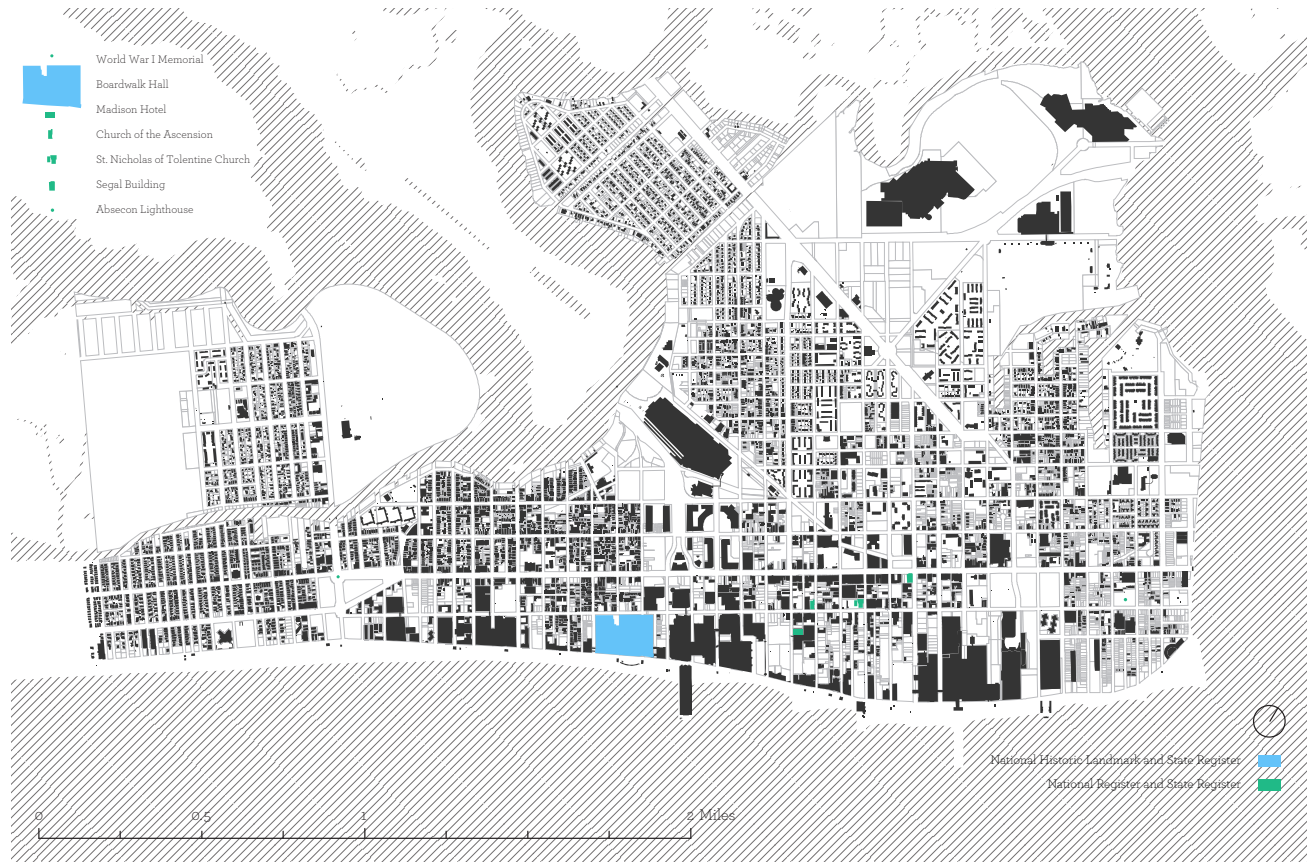 World War I Memorial
Boardwalk Hall
Madison Hotel
Church of the Ascension
St. Nicholas of Tolentine Church
Segal Building
Absecon Lighthouse
National Historic Landmark and State Register
National Register and State Register
0 0.5 1 2 Miles